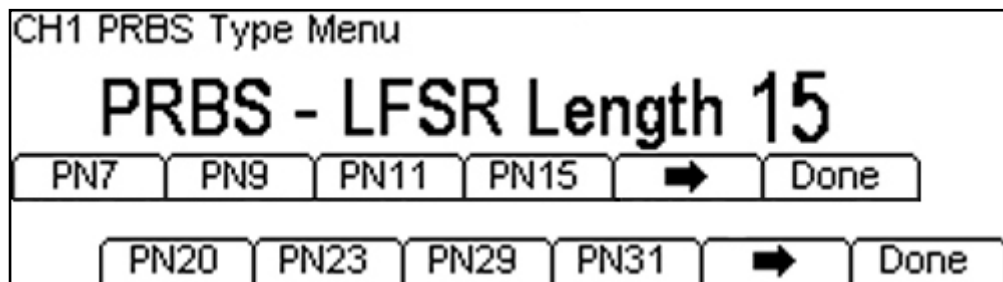 CH1 PRBS Type Menu
PRBS - LFSR Length 15
PN7 PN9 PN11 PN15 ➡ Done
PN20 PN23 PN29 PN31 ➡ Done